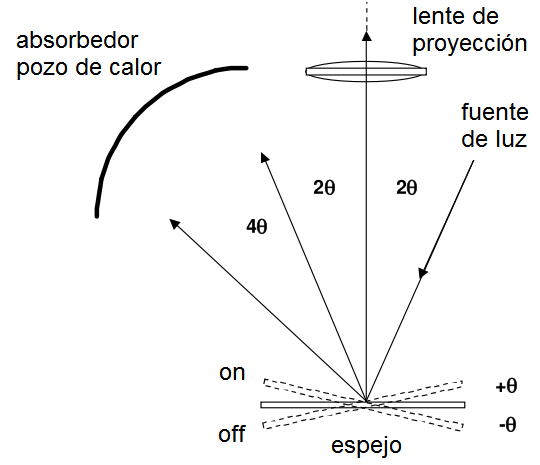 lente de
proyección
absorbedor
pozo de calor
fuente
de luz
2θ
2θ
4θ
on
+θ
off
-θ
espejo